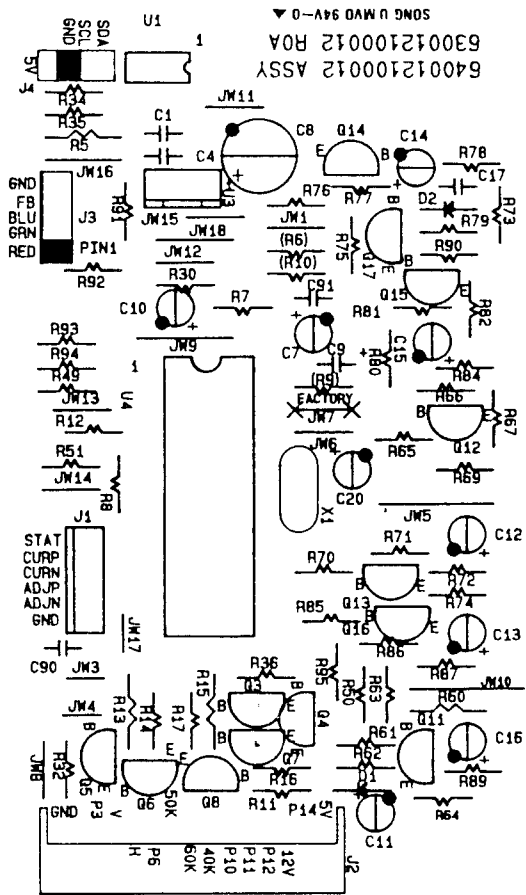 SONG U MVD 94V-0
6300121000012 ROA
6400121000012 ASSY
U1
1
5V
GND
SCL
SDA
J4
R34
R35
R5
C1
C4
JW11
C8
Q14
E
B
C14
R78
C17
JW16
GND
FB
BLU
GRN
RED
J3
PIN1
R91
R92
JW15
U3
JW18
JW12
R30
C10
JW9
R7
R76
R77
JW1
(R6)
(R10)
R75
Q17
B
E
D2
R79
R90
R73
C91
C7
C9
(R9)
FACTORY
JW7
JW6
B
E
Q15
R81
R82
C15
R80
R84
R66
R93
R94
R49
JW13
R12
R51
JW14
R8
1
U4
B
E
Q12
R67
R65
R69
C20
X1
JW5
J1
STAT
CURP
CURN
ADJP
ADJN
GND
C90
JW17
JW3
JW4
R70
R71
C12
B
E
Q13
R72
R74
R85
B
E
Q16
R86
C13
R87
JW10
R60
R13
R14
R17
R15
R36
Q3
B
E
B
E
Q7
B
E
Q4
R95
R50
R63
R61
R62
D1
Q11
B
E
C16
R89
R64
JW8
R32
B
E
Q5
B
E
Q6
B
E
Q8
R16
R11
P14
5V
C11
GND
P3
V
50K
H
P6
60K
40K
P10
P11
P12
12V
J2